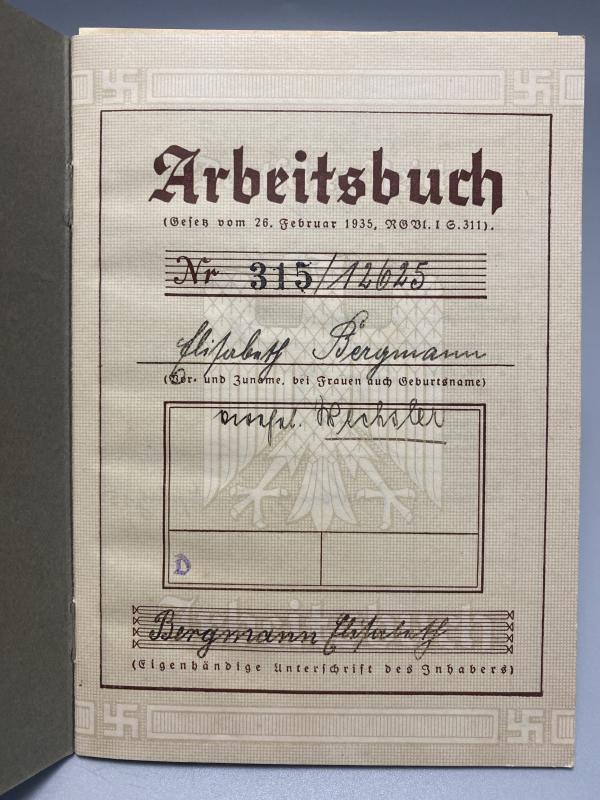 Arbeitsbuch
(Gesetz vom 26. Februar 1935, RGBl. I S.311).
Nr 315/12625
Elisabeth Bergmann
(Vor- und Zuname, bei Frauen auch Geburtsname)
verehel. Wechsler
D
Bergmann Elisabeth
(Eigenhändige Unterschrift des Inhabers)